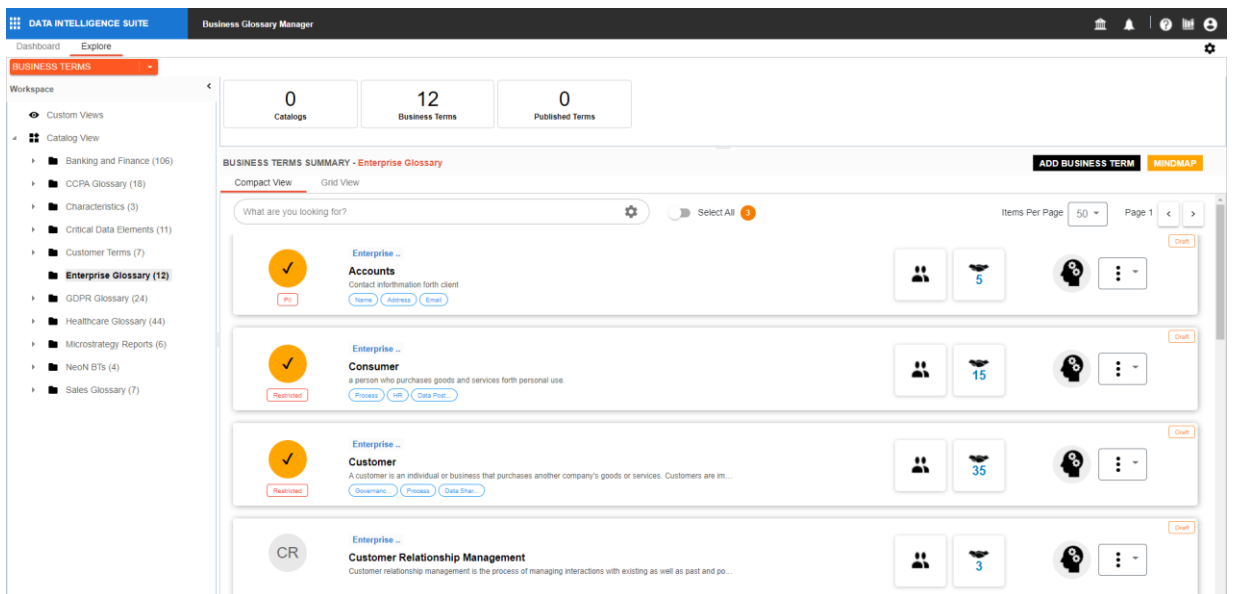 DATA INTELLIGENCE SUITE
Business Glossary Manager
Dashboard
Explore
BUSINESS TERMS
Workspace
Custom Views
Catalog View
Banking and Finance (106)
CCPA Glossary (18)
Characteristics (3)
Critical Data Elements (11)
Customer Terms (7)
Enterprise Glossary (12)
GDPR Glossary (24)
Healthcare Glossary (44)
Microstrategy Reports (6)
NeoN BTs (4)
Sales Glossary (7)
0
Catalogs
12
Business Terms
0
Published Terms
BUSINESS TERMS SUMMARY - Enterprise Glossary
ADD BUSINESS TERM
MINDMAP
Compact View
Grid View
What are you looking for?
Select All 3
Items Per Page 50
Page 1
Draft
Enterprise ..
Accounts
Contact inforthmation forth client
PII
Name Address Email
5
Draft
Enterprise ..
Consumer
a person who purchases goods and services forth personal use.
Restricted
Process HR Data Post...
15
Draft
Enterprise ..
Customer
A customer is an individual or business that purchases another company's goods or services. Customers are im...
Restricted
Governanc... Process Data Shar...
35
Draft
CR
Enterprise ..
Customer Relationship Management
Customer relationship management is the process of managing interactions with existing as well as past and po...
3